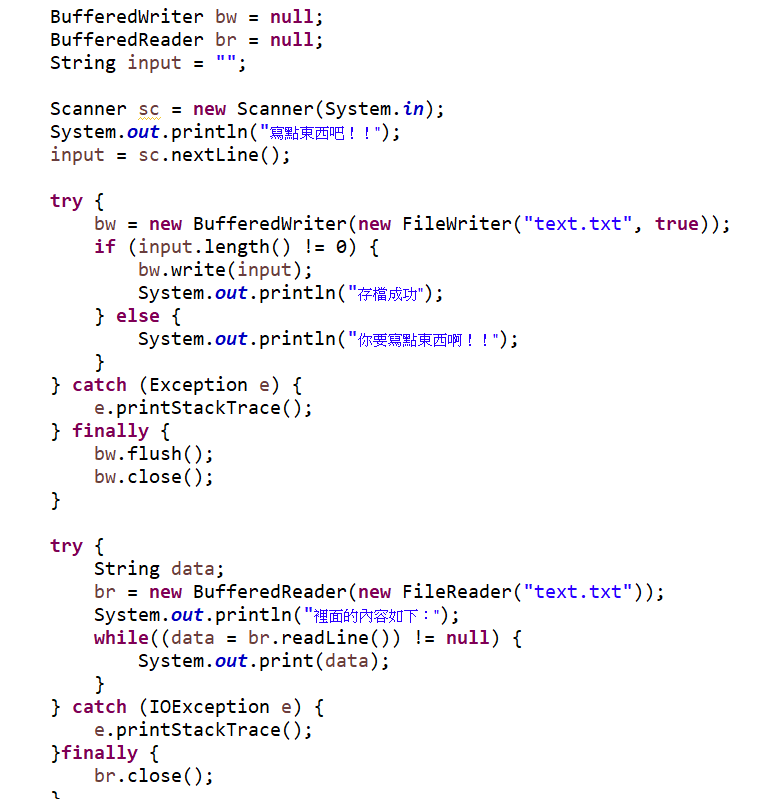 BufferedWriter bw = null;
BufferedReader br = null;
String input = "";
Scanner sc = new Scanner(System.in);
System.out.println("寫點東西吧！！");
input = sc.nextLine();
try {
bw = new BufferedWriter(new FileWriter("text.txt", true));
if (input.length() != 0) {
bw.write(input);
System.out.println("存檔成功");
} else {
System.out.println("你要寫點東西啊！！");
}
} catch (Exception e) {
e.printStackTrace();
} finally {
bw.flush();
bw.close();
}
try {
String data;
br = new BufferedReader(new FileReader("text.txt"));
System.out.println("裡面的內容如下：");
while((data = br.readLine()) != null) {
System.out.print(data);
}
} catch (IOException e) {
e.printStackTrace();
}finally {
br.close();
}